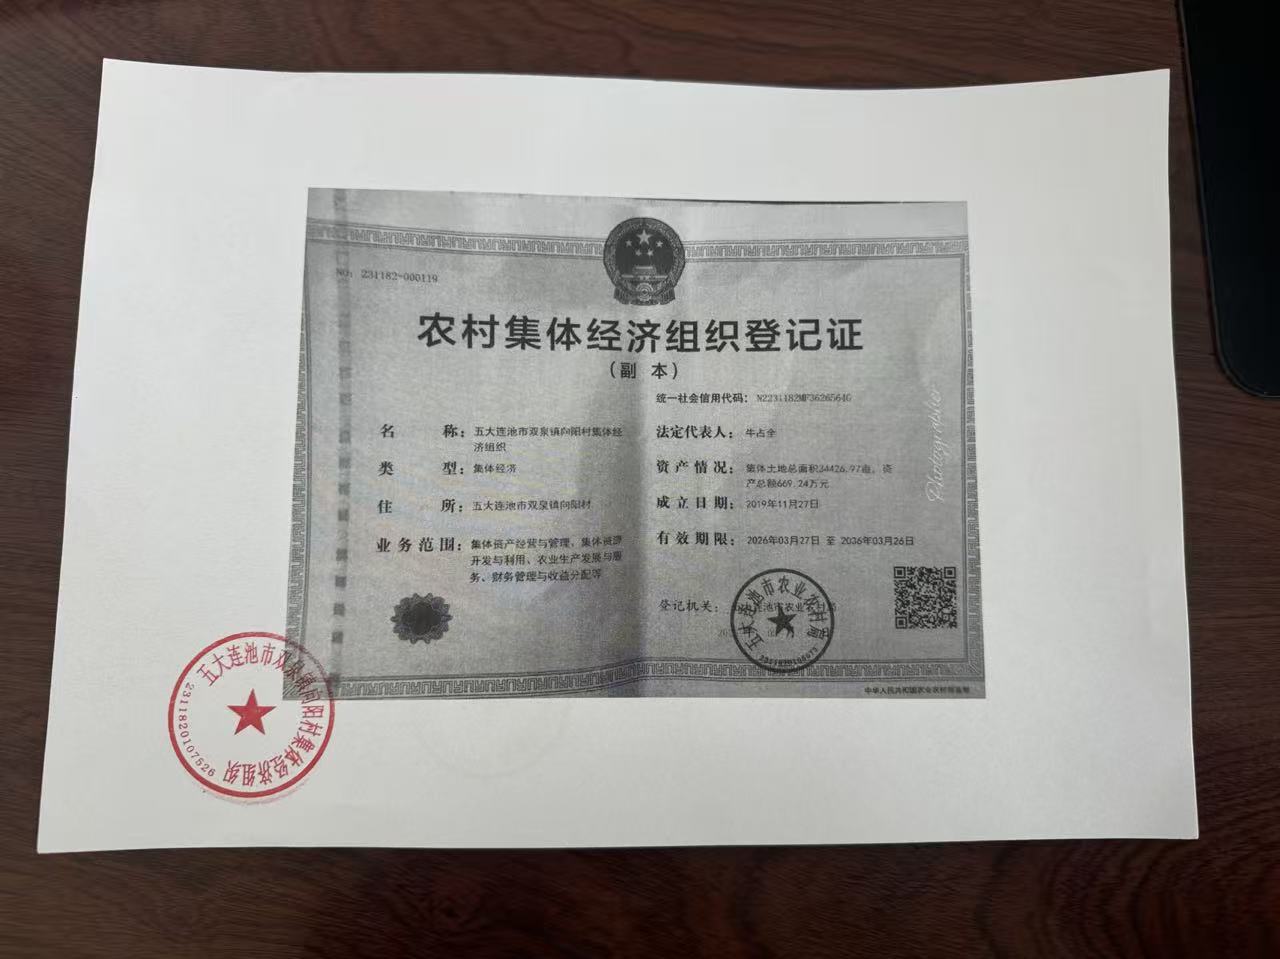 NO: 231182-000119
农村集体经济组织登记证
（副 本）
统一社会信用代码： N2231182MF3626564G
名 称： 五大连池市双泉镇向阳村集体经
济组织
类 型： 集体经济
住 所： 五大连池市双泉镇向阳村
业务范围： 集体资产经营与管理、集体资源
开发与利用、农业生产发展与服
务、财务管理与收益分配等
法定代表人： 牛占全
资产情况： 集体土地总面积34426.97亩，资
产总额669.24万元
成立日期： 2019年11月27日
有效期限： 2026年03月27日 至 2036年03月26日
登记机关：
五大连池市农业农村局
中华人民共和国农业农村部监制
五大连池市双泉镇向阳村集体经济组织
2311820107526